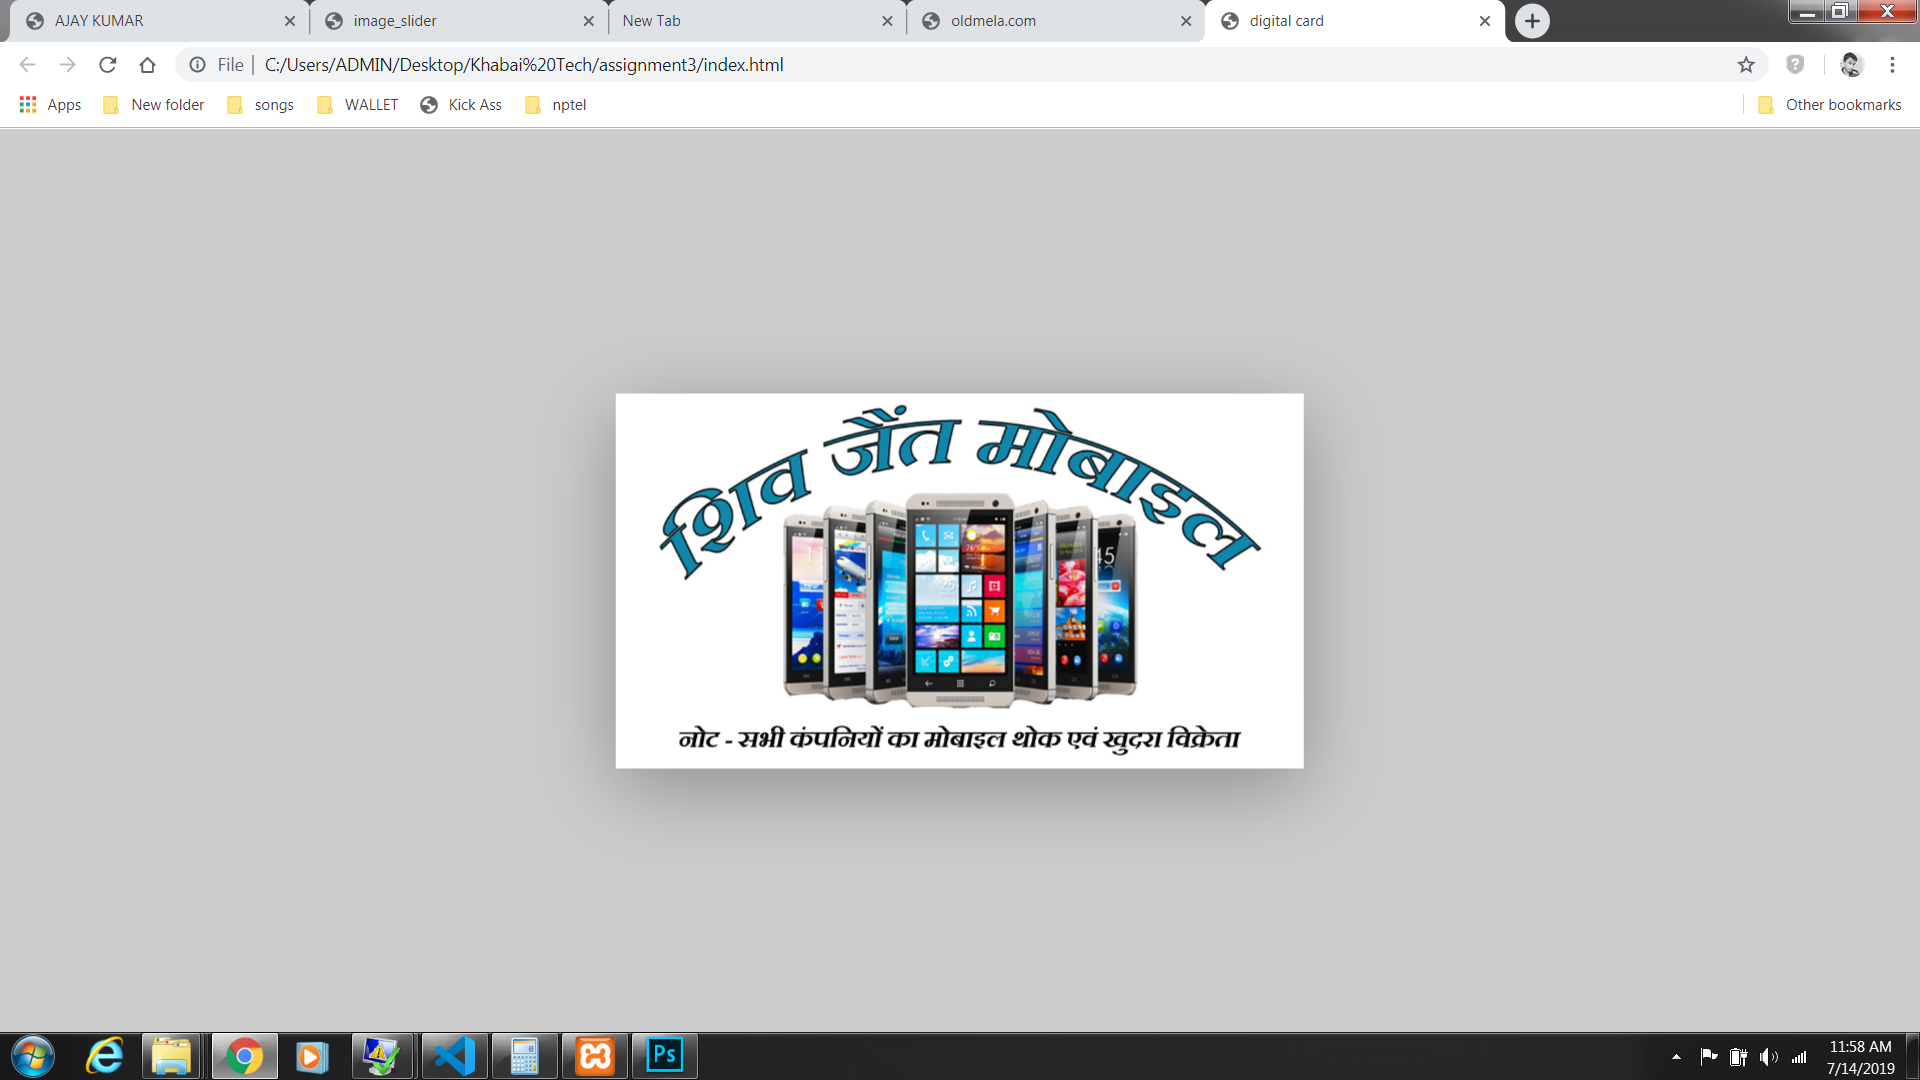 AJAY KUMAR
image_slider
New Tab
oldmela.com
digital card
File | C:/Users/ADMIN/Desktop/Khabai%20Tech/assignment3/index.html
Apps
New folder
songs
WALLET
Kick Ass
nptel
Other bookmarks
शिव जैंत मोबाइल
नोट - सभी कंपनियों का मोबाइल थोक एवं खुदरा विक्रेता
Ps
11:58 AM
7/14/2019